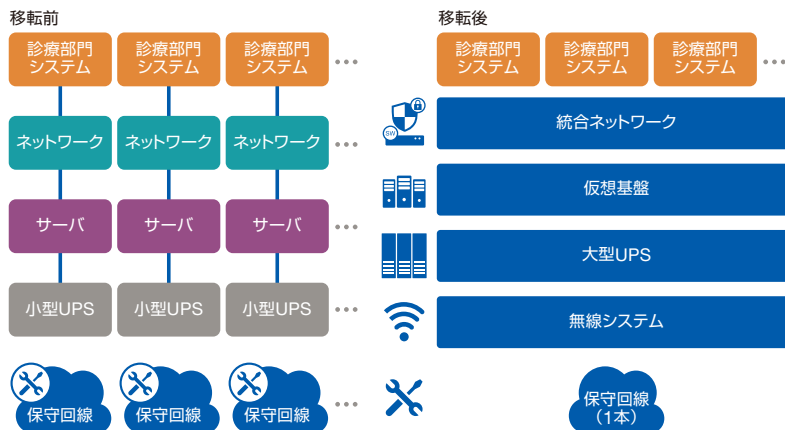 移転前
移転後
診療部門
システム
診療部門
システム
診療部門
システム
…
診療部門
システム
診療部門
システム
診療部門
システム
…
ネットワーク
ネットワーク
ネットワーク
…
SW
統合ネットワーク
サーバ
サーバ
サーバ
…
仮想基盤
大型UPS
小型UPS
小型UPS
小型UPS
…
無線システム
保守回線
保守回線
保守回線
…
保守回線
（1本）